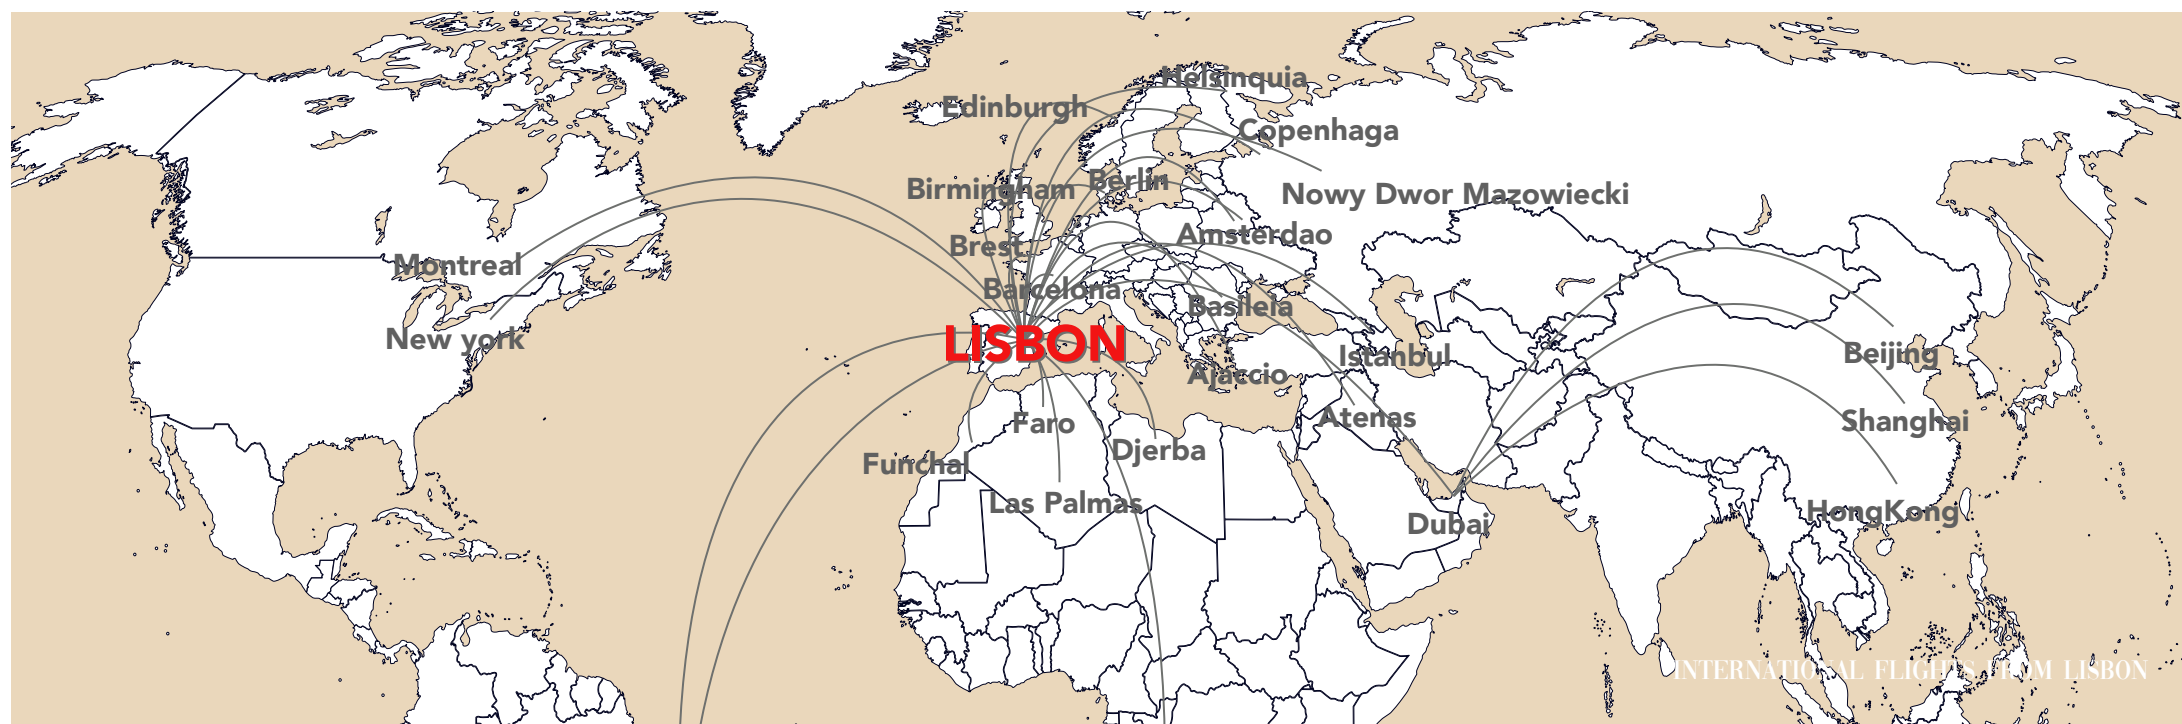 Helsinquia
Edinburgh
Copenhaga
Berlin
Birmingham
Nowy Dwor Mazowiecki
Amsterdao
Brest
Montreal
Barcelona
Basileia
New york
LISBON
Istanbul
Beijing
Ajaccio
Atenas
Shanghai
Faro
Djerba
Funchal
Las Palmas
HongKong
Dubai
INTERNATIONAL FLIGHTS FROM LISBON